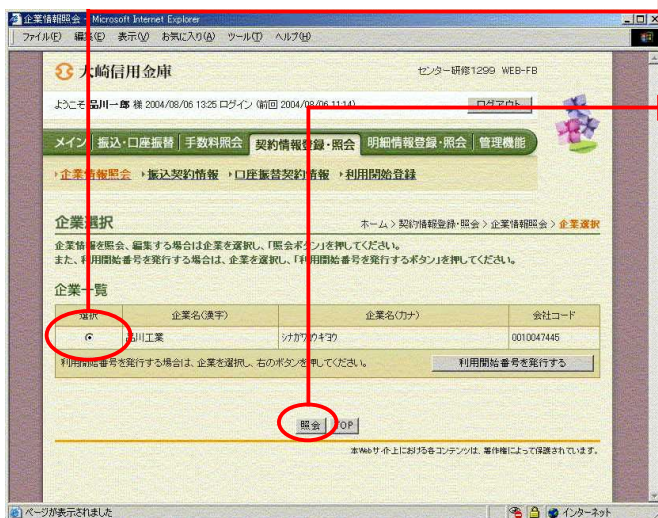 企業情報照会 - Microsoft Internet Explorer
ファイル(F) 編集(E) 表示(V) お気に入り(A) ツール(T) ヘルプ(H)
大崎信用金庫
センター研修1299 WEB-FB
ようこそ 品川一郎 様 2004/08/06 13:25 ログイン (前回 2004/08/06 11:14)
ログアウト
メイン 振込・口座振替 手数料照会 契約情報登録・照会 明細情報登録・照会 管理機能
企業情報照会 振込契約情報 口座振替契約情報 利用開始登録
企業選択
ホーム > 契約情報登録・照会 > 企業情報照会 > 企業選択
企業情報を照会、編集する場合は企業を選択し、「照会ボタン」を押してください。
また、利用開始番号を発行する場合は、企業を選択し、「利用開始番号を発行するボタン」を押してください。
企業一覧
選択 企業名(漢字) 企業名(カナ) 会社コード
品川工業 シナガワコウギヨウ 0010047445
利用開始番号を発行する場合は、企業を選択し、右のボタンを押してください。 利用開始番号を発行する
照会 TOP
本Webサイト上における各コンテンツは、著作権によって保護されています。
ページが表示されました インターネット